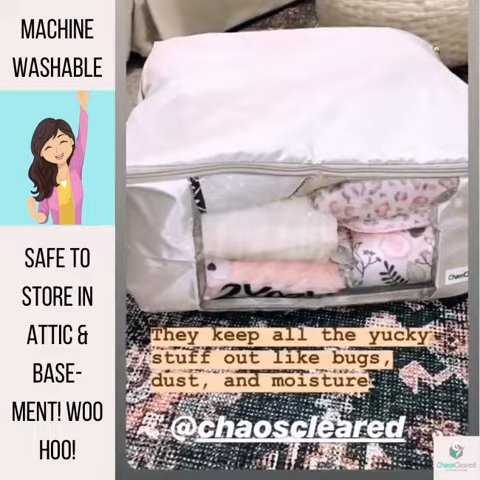 MACHINE
WASHABLE
SAFE TO
STORE IN
ATTIC &
BASE-
MENT! WOO
HOO!
They keep all the yucky
stuff out like bugs,
dust, and moisture
@chaoscleared
ChaosCleared